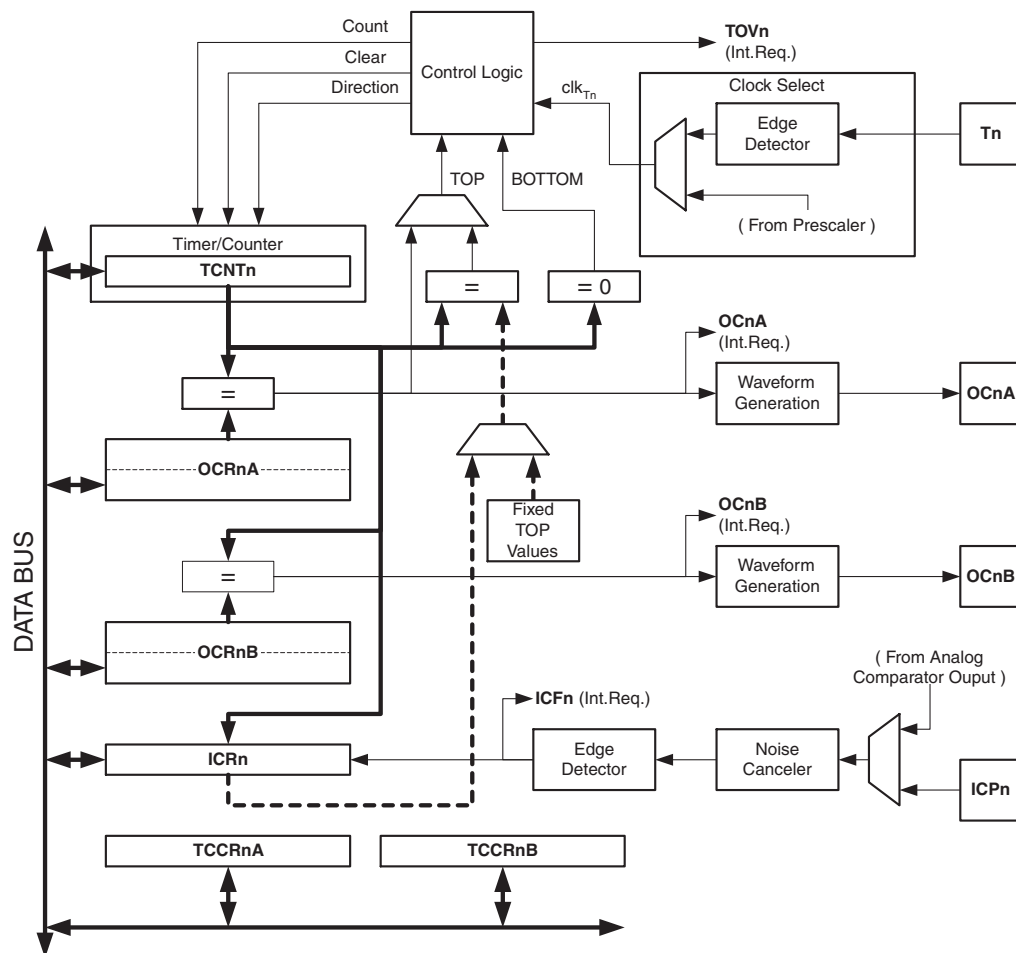 Count
TOVn
(Int.Req.)
Clear
Control Logic
Direction
clkTn
Clock Select
Edge
Detector
Tn
TOP
BOTTOM
( From Prescaler )
Timer/Counter
TCNTn
=
= 0
OCnA
(Int.Req.)
=
Waveform
Generation
OCnA
OCRnA
Fixed
TOP
Values
OCnB
(Int.Req.)
=
Waveform
Generation
OCnB
DATA BUS
OCRnB
( From Analog
Comparator Ouput )
ICFn (Int.Req.)
ICRn
Edge
Detector
Noise
Canceler
ICPn
TCCRnA
TCCRnB